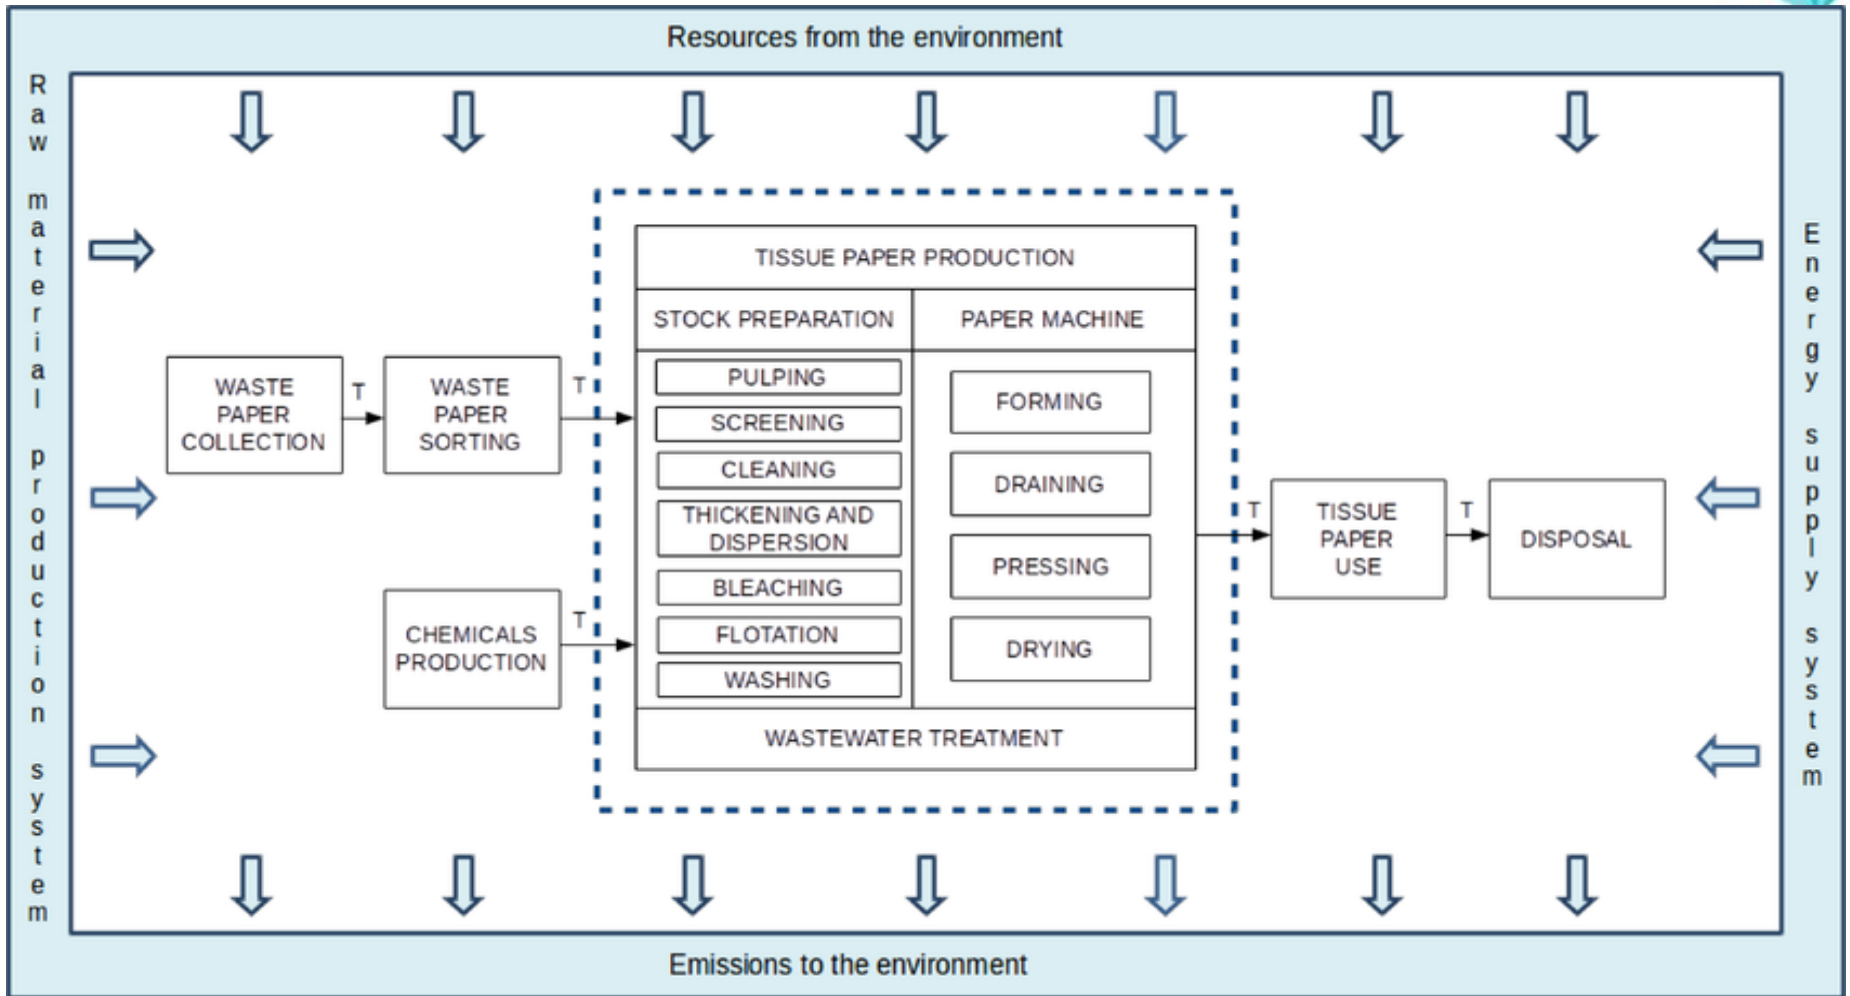 Resources from the environment
Raw material production system
T
T
WASTE
PAPER
COLLECTION
WASTE
PAPER
SORTING
CHEMICALS
PRODUCTION
T
TISSUE PAPER PRODUCTION
STOCK PREPARATION
PULPING
SCREENING
CLEANING
THICKENING AND
DISPERSION
BLEACHING
FLOTATION
WASHING
PAPER MACHINE
FORMING
DRAINING
PRESSING
DRYING
WASTEWATER TREATMENT
T
TISSUE
PAPER
USE
T
DISPOSAL
Energy supply system
Emissions to the environment